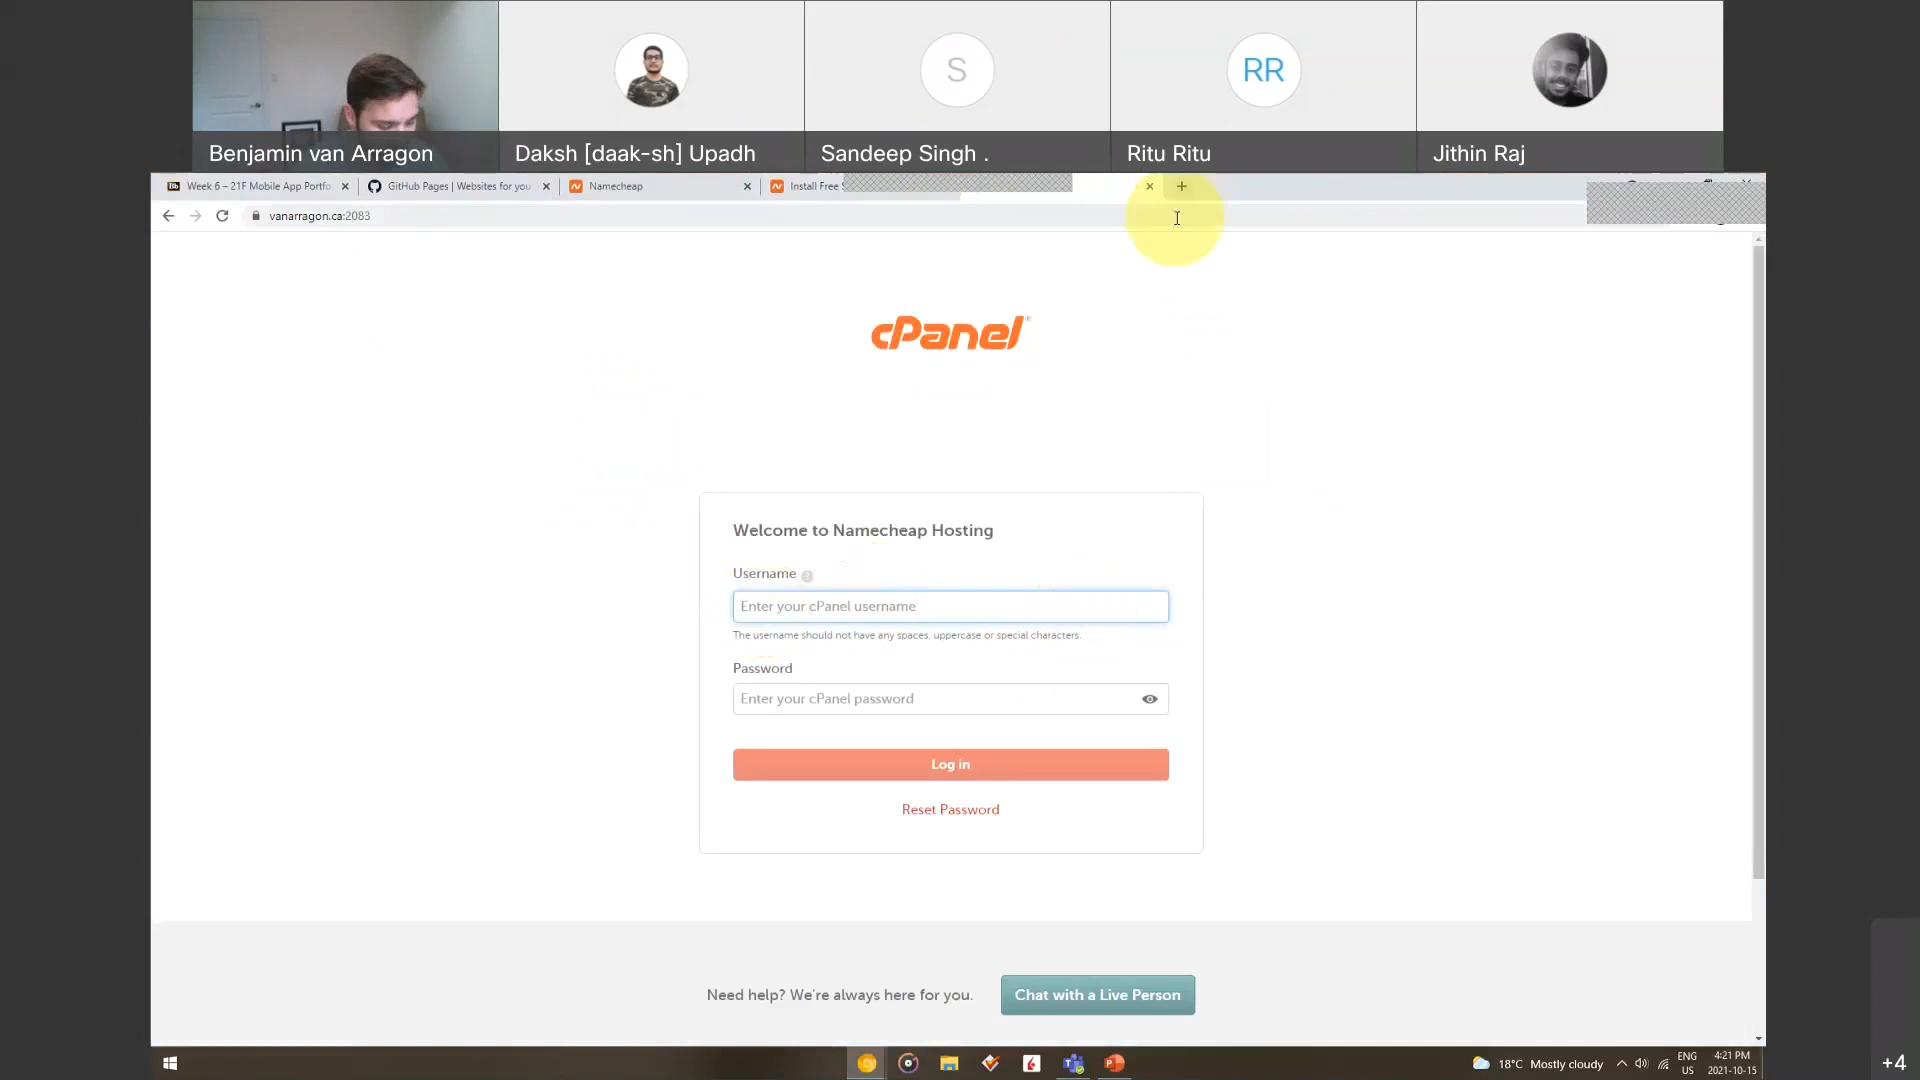 S
RR
Benjamin van Arragon
Daksh [daak-sh] Upadh
Sandeep Singh .
Ritu Ritu
Jithin Raj
Bb
Week 6 – 21F Mobile App Portfo
GitHub Pages | Websites for you
Namecheap
Install Free
vanarragon.ca:2083
cPanel
Welcome to Namecheap Hosting
Username
Enter your cPanel username
The username should not have any spaces, uppercase or special characters.
Password
Enter your cPanel password
Log in
Reset Password
Need help? We're always here for you.
Chat with a Live Person
18°C Mostly cloudy
ENG
US
4:21 PM
2021-10-15
+4